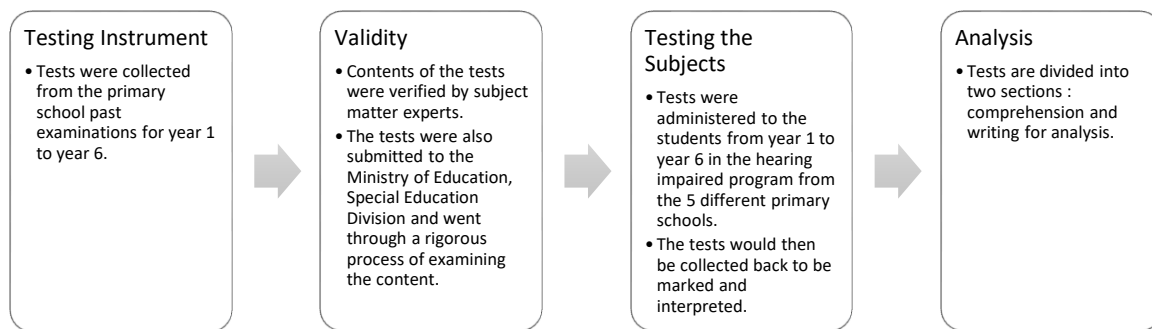 Testing Instrument
• Tests were collected
from the primary
school past
examinations for year 1
to year 6.
Validity
• Contents of the tests
were verified by subject
matter experts.
• The tests were also
submitted to the
Ministry of Education,
Special Education
Division and went
through a rigorous
process of examining
the content.
Testing the
Subjects
• Tests were
administered to the
students from year 1 to
year 6 in the hearing
impaired program from
the 5 different primary
schools.
• The tests would then
be collected back to be
marked and
interpreted.
Analysis
• Tests are divided into
two sections :
comprehension and
writing for analysis.